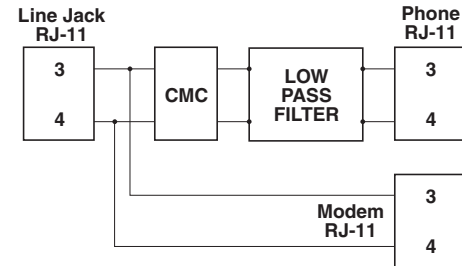 Line Jack
RJ-11
3
4
CMC
LOW
PASS
FILTER
Phone
RJ-11
3
4
Modem
RJ-11
3
4